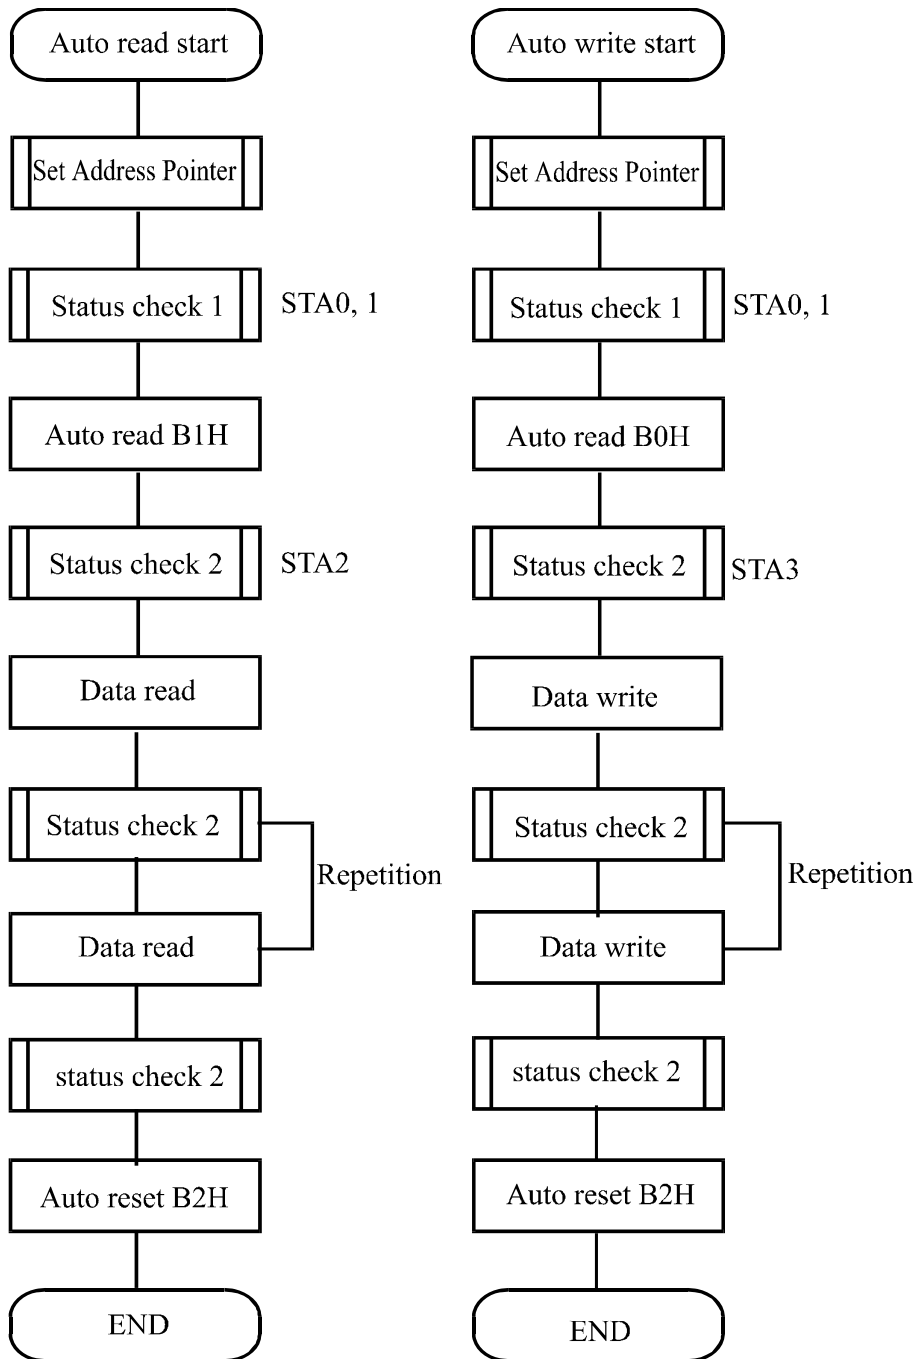 Auto read start
Set Address Pointer
Status check 1
STA0, 1
Auto read B1H
Status check 2
STA2
Data read
Status check 2
Repetition
Data read
status check 2
Auto reset B2H
END
Auto write start
Set Address Pointer
Status check 1
STA0, 1
Auto read B0H
Status check 2
STA3
Data write
Status check 2
Repetition
Data write
status check 2
Auto reset B2H
END